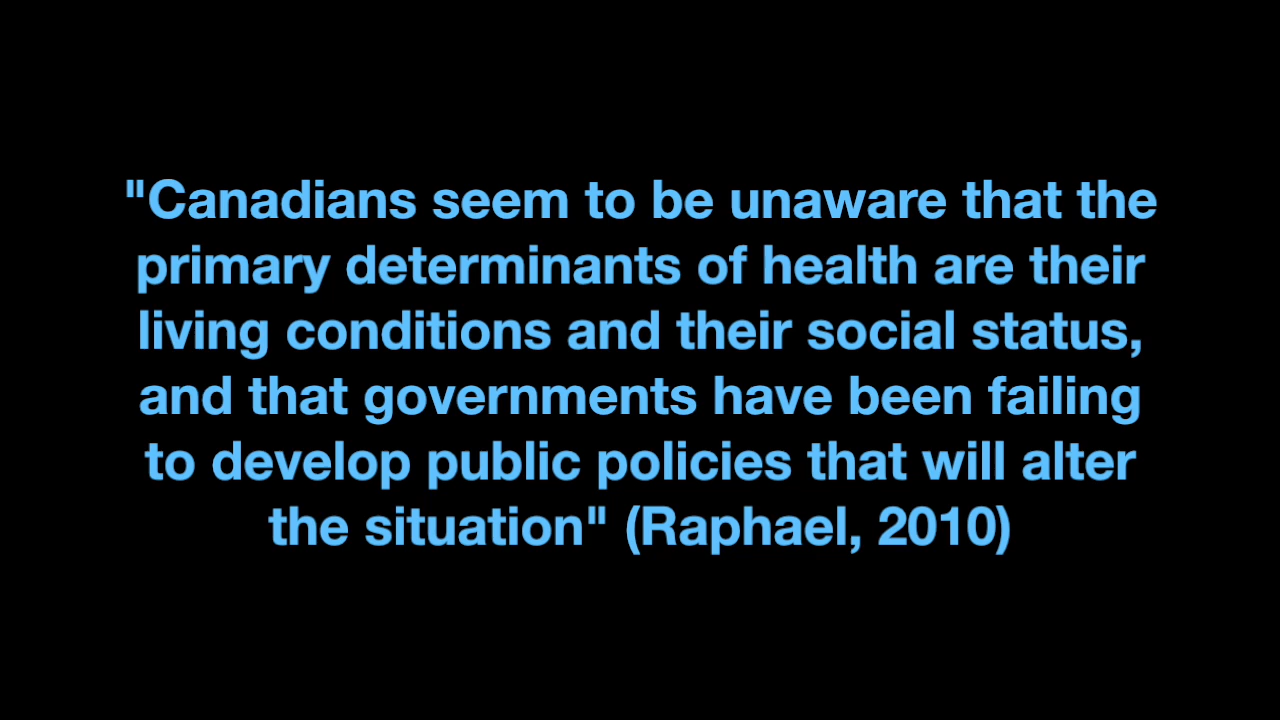 "Canadians seem to be unaware that the
primary determinants of health are their
living conditions and their social status,
and that governments have been failing
to develop public policies that will alter
the situation" (Raphael, 2010)